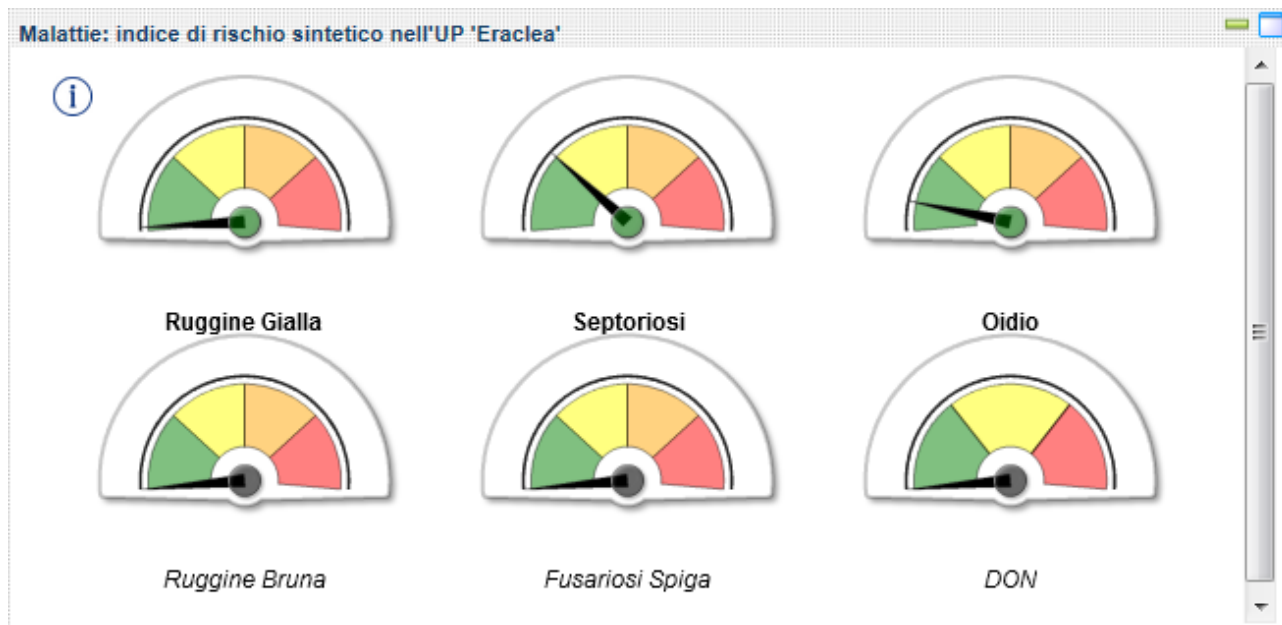 Malattie: indice di rischio sintetico nell'UP 'Eraclea'
i
Ruggine Gialla
Septoriosi
Oidio
Ruggine Bruna
Fusariosi Spiga
DON